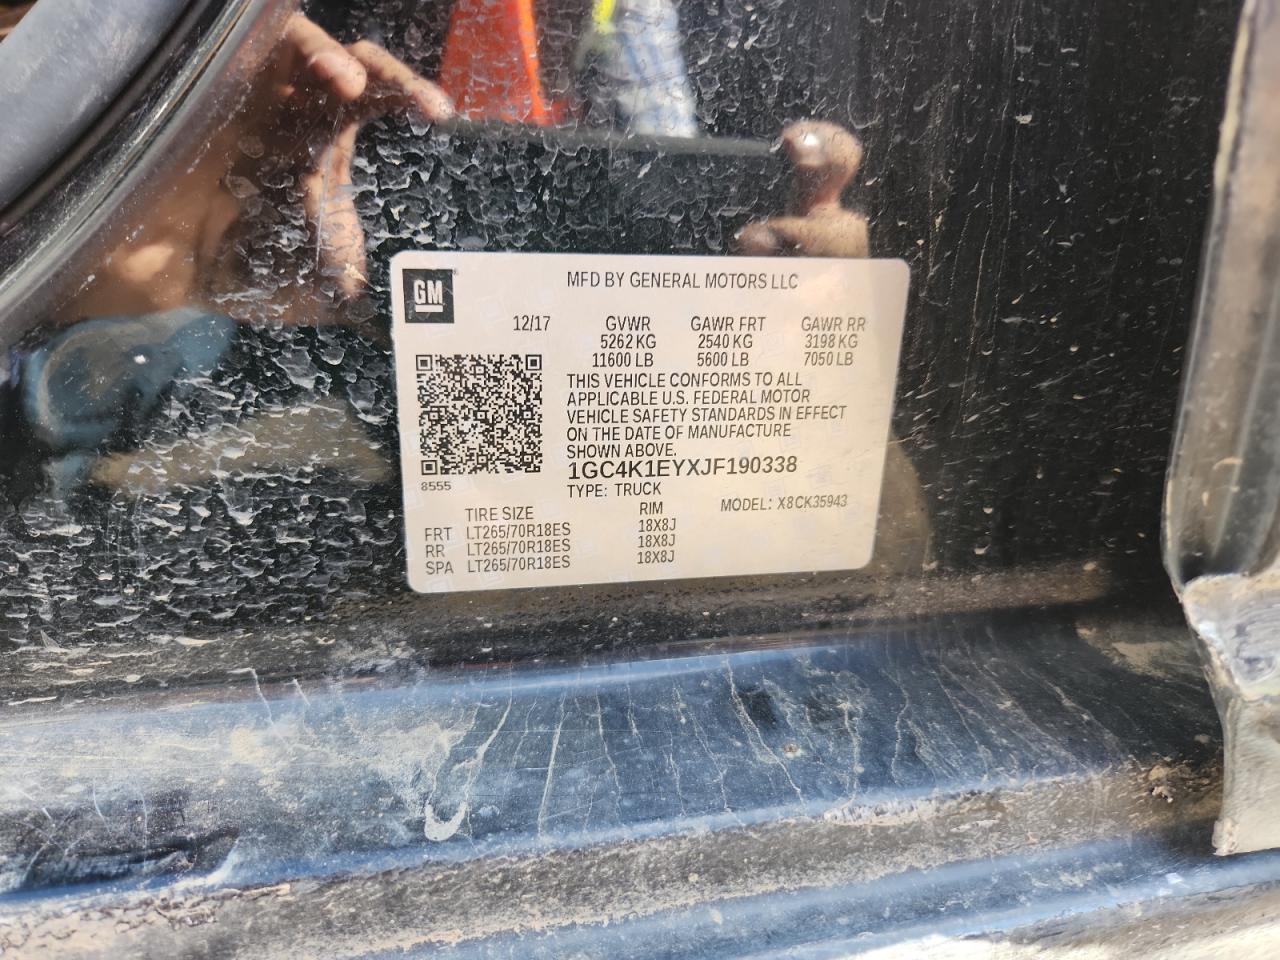 GM
MFD BY GENERAL MOTORS LLC
12/17 GVWR GAWR FRT GAWR RR
5262 KG 2540 KG 3198 KG
11600 LB 5600 LB 7050 LB
THIS VEHICLE CONFORMS TO ALL
APPLICABLE U.S. FEDERAL MOTOR
VEHICLE SAFETY STANDARDS IN EFFECT
ON THE DATE OF MANUFACTURE
SHOWN ABOVE.
1GC4K1EYXJF190338
8555
TYPE: TRUCK MODEL: X8CK35943
TIRE SIZE RIM
FRT LT265/70R18ES 18X8J
RR LT265/70R18ES 18X8J
SPA LT265/70R18ES 18X8J